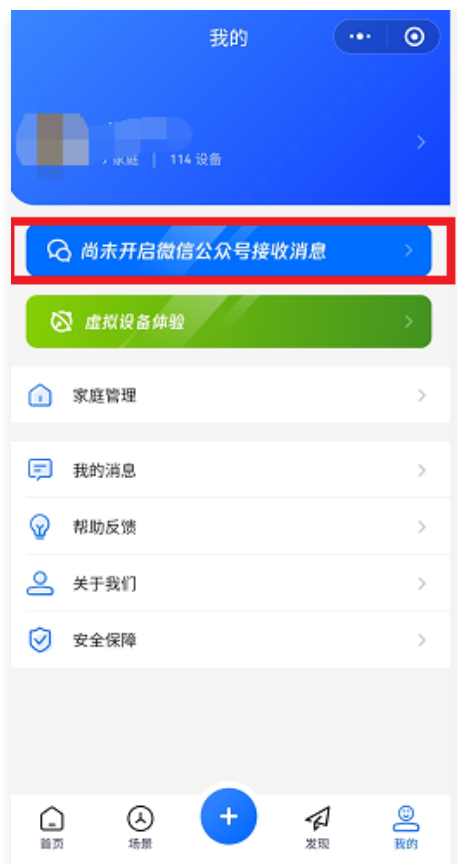 我的
114 设备
尚未开启微信公众号接收消息
虚拟设备体验
家庭管理
我的消息
帮助反馈
关于我们
安全保障
首页
场景
发现
我的